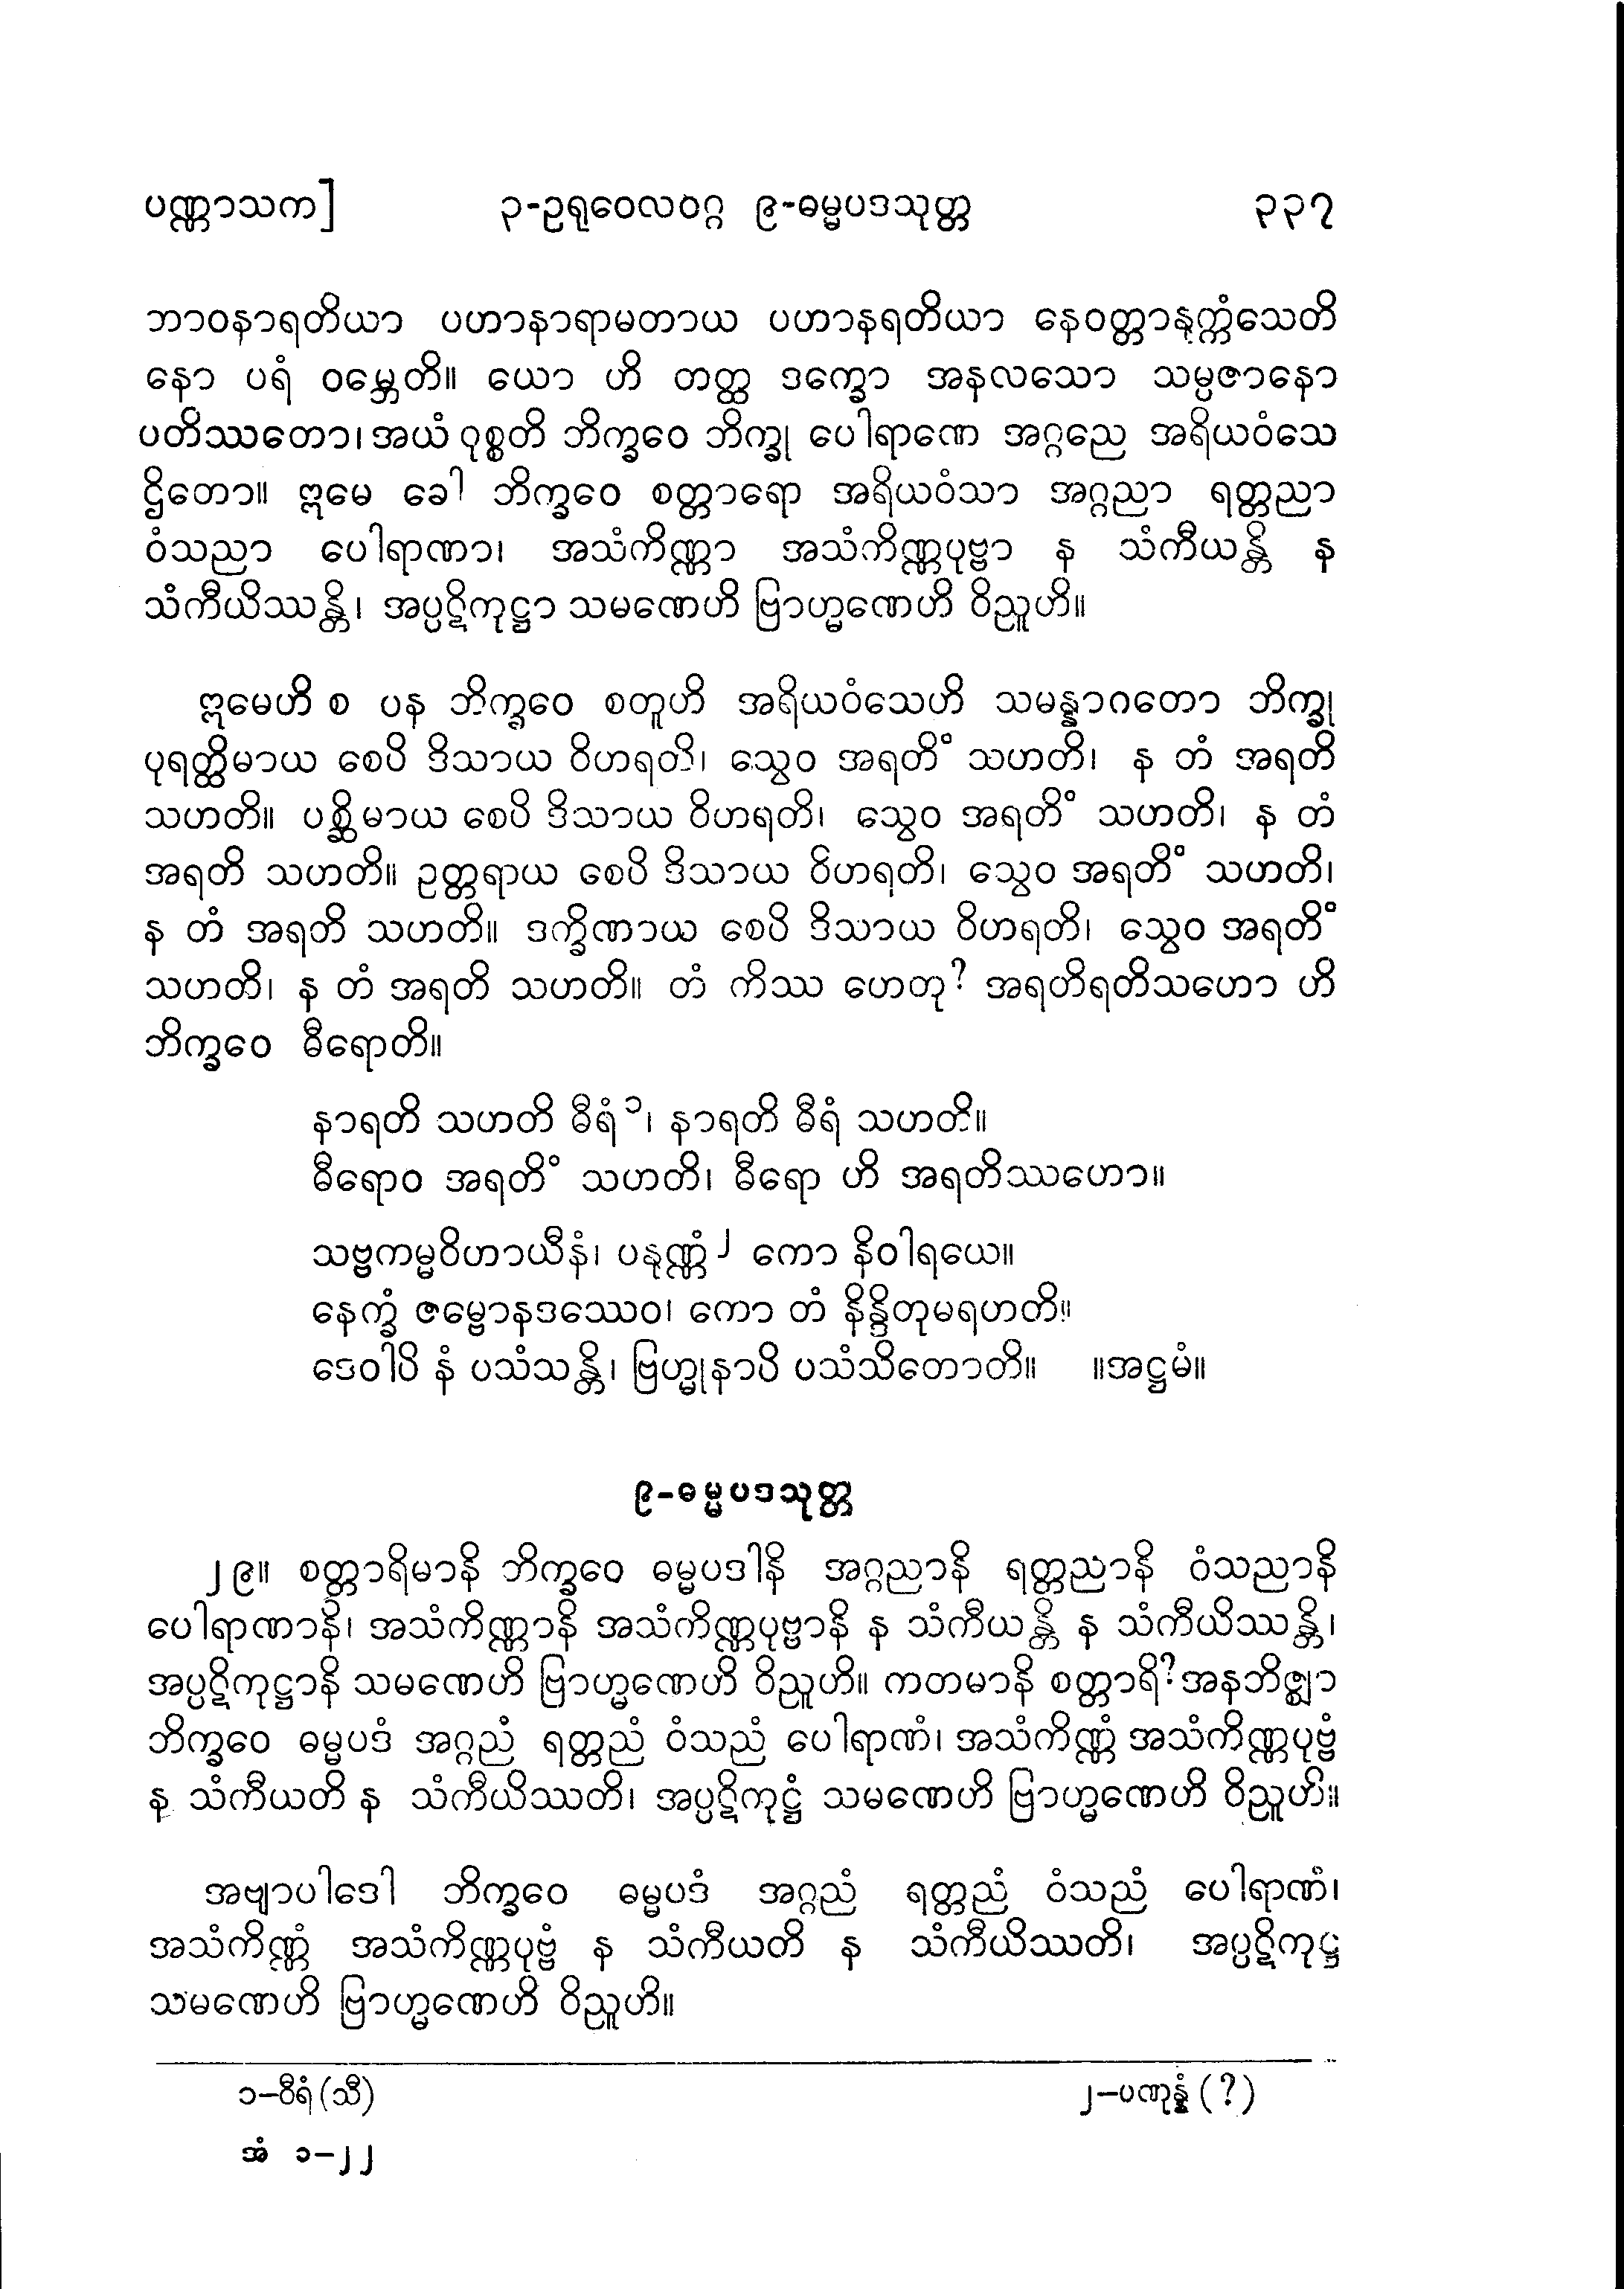 ပဏ္ဏာသက] ၃-ဥရုဝေလဝဂ္ဂ ၉-ဓမ္မပဒသုတ္တ ၃၃၇
ဘာဝနာရတိယာ ပဟာနာရာမတာယ ပဟာနရတိယာ နေဝတ္တာနုက္ကံသေတိ
နော ပရံ ဝမ္ဘေတိ။ ယော ဟိ တတ္ထ ဒက္ခော အနလသော သမ္ပဇာနော
ပတိဿတော၊ အယံ ဝုစ္စတိ ဘိက္ခဝေ ဘိက္ခု ပေါရာဏေ အဂ္ဂညေ အရိယဝံသေ
ဌိတော။ ဣမေ ခေါ ဘိက္ခဝေ စတ္တာရော အရိယဝံသာ အဂ္ဂညာ ရတ္တညာ
ဝံသညာ ပေါရာဏာ၊ အသံကိဏ္ဏာ အသံကိဏ္ဏပုဗ္ဗာ န သံကီယန္တိ န
သံကီယိဿန္တိ၊ အပ္ပဋိကုဋ္ဌာ သမဏေဟိ ဗြာဟ္မဏေဟိ ဝိညူဟိ။
ဣမေဟိ စ ပန ဘိက္ခဝေ စတူဟိ အရိယဝံသေဟိ သမန္နာဂတော ဘိက္ခု
ပုရတ္ထိမာယ စေပိ ဒိသာယ ဝိဟရတိ၊ သွေဝ အရတိံ သဟတိ၊ န တံ အရတိ
သဟတိ။ ပစ္ဆိမာယ စေပိ ဒိသာယ ဝိဟရတိ၊ သွေဝ အရတိံ သဟတိ၊ န တံ
အရတိ သဟတိ။ ဥတ္တရာယ စေပိ ဒိသာယ ဝိဟရတိ၊ သွေဝ အရတိံ သဟတိ၊
န တံ အရတိ သဟတိ။ ဒက္ခိဏာယ စေပိ ဒိသာယ ဝိဟရတိ၊ သွေဝ အရတိံ
သဟတိ၊ န တံ အရတိ သဟတိ။ တံ ကိဿ ဟေတု? အရတိရတိသဟော ဟိ
ဘိက္ခဝေ ဓီရောတိ။
နာရတိ သဟတိ ဓီရံ၁၊ နာရတိ ဓီရံ သဟတိ။
ဓီရောဝ အရတိံ သဟတိ၊ ဓီရော ဟိ အရတိဿဟော။
သဗ္ဗကမ္မဝိဟာယီနံ၊ ပနုဏ္ဏံ၂ ကော နိဝါရယေ။
နေက္ခံ ဇမ္ဗောနဒဿေဝ၊ ကော တံ နိန္ဒိတုမရဟတိ။
ဒေဝါပိ နံ ပသံသန္တိ၊ ဗြဟ္မုနာပိ ပသံသိတောတိ။ ။အဋ္ဌမံ။
၉-ဓမ္မပဒသုတ္တ
၂၉။ စတ္တာရိမာနိ ဘိက္ခဝေ ဓမ္မပဒါနိ အဂ္ဂညာနိ ရတ္တညာနိ ဝံသညာနိ
ပေါရာဏာနိ၊ အသံကိဏ္ဏာနိ အသံကိဏ္ဏပုဗ္ဗာနိ န သံကီယန္တိ န သံကီယိဿန္တိ၊
အပ္ပဋိကုဋ္ဌာနိ သမဏေဟိ ဗြာဟ္မဏေဟိ ဝိညူဟိ။ ကတမာနိ စတ္တာရိ? အနဘိဇ္ဈာ
ဘိက္ခဝေ ဓမ္မပဒံ အဂ္ဂညံ ရတ္တညံ ဝံသညံ ပေါရာဏံ၊ အသံကိဏ္ဏံ အသံကိဏ္ဏပုဗ္ဗံ
န သံကီယတိ န သံကီယိဿတိ၊ အပ္ပဋိကုဋ္ဌံ သမဏေဟိ ဗြာဟ္မဏေဟိ ဝိညူဟိ။
အဗျာပါဒေါ ဘိက္ခဝေ ဓမ္မပဒံ အဂ္ဂညံ ရတ္တညံ ဝံသညံ ပေါရာဏံ၊
အသံကိဏ္ဏံ အသံကိဏ္ဏပုဗ္ဗံ န သံကီယတိ န သံကီယိဿတိ၊ အပ္ပဋိကုဋ္ဌ
သမဏေဟိ ဗြာဟ္မဏေဟိ ဝိညူဟိ။
၁−ဝီရံ (သီ) ၂−ပဏုန္နံ (?)
အံ ၁−၂၂